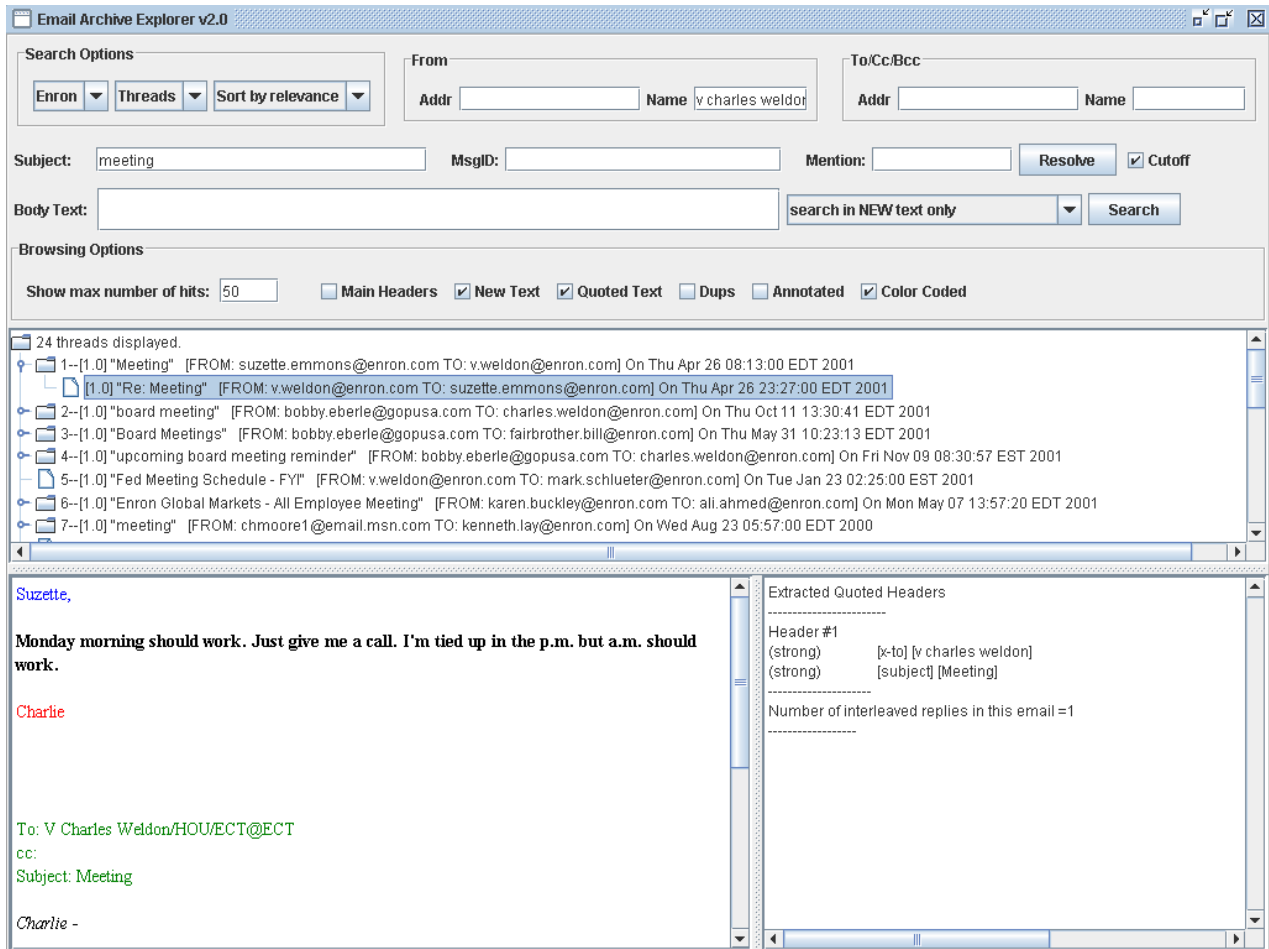 Email Archive Explorer v2.0
Search Options
From
To/Cc/Bcc
Enron Threads Sort by relevance
Addr Name v charles weldon
Addr Name
Subject: meeting MsgID: Mention: Resolve Cutoff
Body Text: search in NEW text only Search
Browsing Options
Show max number of hits: 50 Main Headers New Text Quoted Text Dups Annotated Color Coded
24 threads displayed.
1--[1.0] "Meeting" [FROM: suzette.emmons@enron.com TO: v.weldon@enron.com] On Thu Apr 26 08:13:00 EDT 2001
[1.0] "Re: Meeting" [FROM: v.weldon@enron.com TO: suzette.emmons@enron.com] On Thu Apr 26 23:27:00 EDT 2001
2--[1.0] "board meeting" [FROM: bobby.eberle@gopusa.com TO: charles.weldon@enron.com] On Thu Oct 11 13:30:41 EDT 2001
3--[1.0] "Board Meetings" [FROM: bobby.eberle@gopusa.com TO: fairbrother.bill@enron.com] On Thu May 31 10:23:13 EDT 2001
4--[1.0] "upcoming board meeting reminder" [FROM: bobby.eberle@gopusa.com TO: charles.weldon@enron.com] On Fri Nov 09 08:30:57 EST 2001
5--[1.0] "Fed Meeting Schedule - FYI" [FROM: v.weldon@enron.com TO: mark.schlueter@enron.com] On Tue Jan 23 02:25:00 EST 2001
6--[1.0] "Enron Global Markets - All Employee Meeting" [FROM: karen.buckley@enron.com TO: ali.ahmed@enron.com] On Mon May 07 13:57:20 EDT 2001
7--[1.0] "meeting" [FROM: chmoore1@email.msn.com TO: kenneth.lay@enron.com] On Wed Aug 23 05:57:00 EDT 2000
Suzette,
Monday morning should work. Just give me a call. I'm tied up in the p.m. but a.m. should
work.
Charlie
To: V Charles Weldon/HOU/ECT@ECT
cc:
Subject: Meeting
Charlie -
Extracted Quoted Headers
------------------------
Header #1
(strong) [x-to] [v charles weldon]
(strong) [subject] [Meeting]
---------------------
Number of interleaved replies in this email =1
------------------